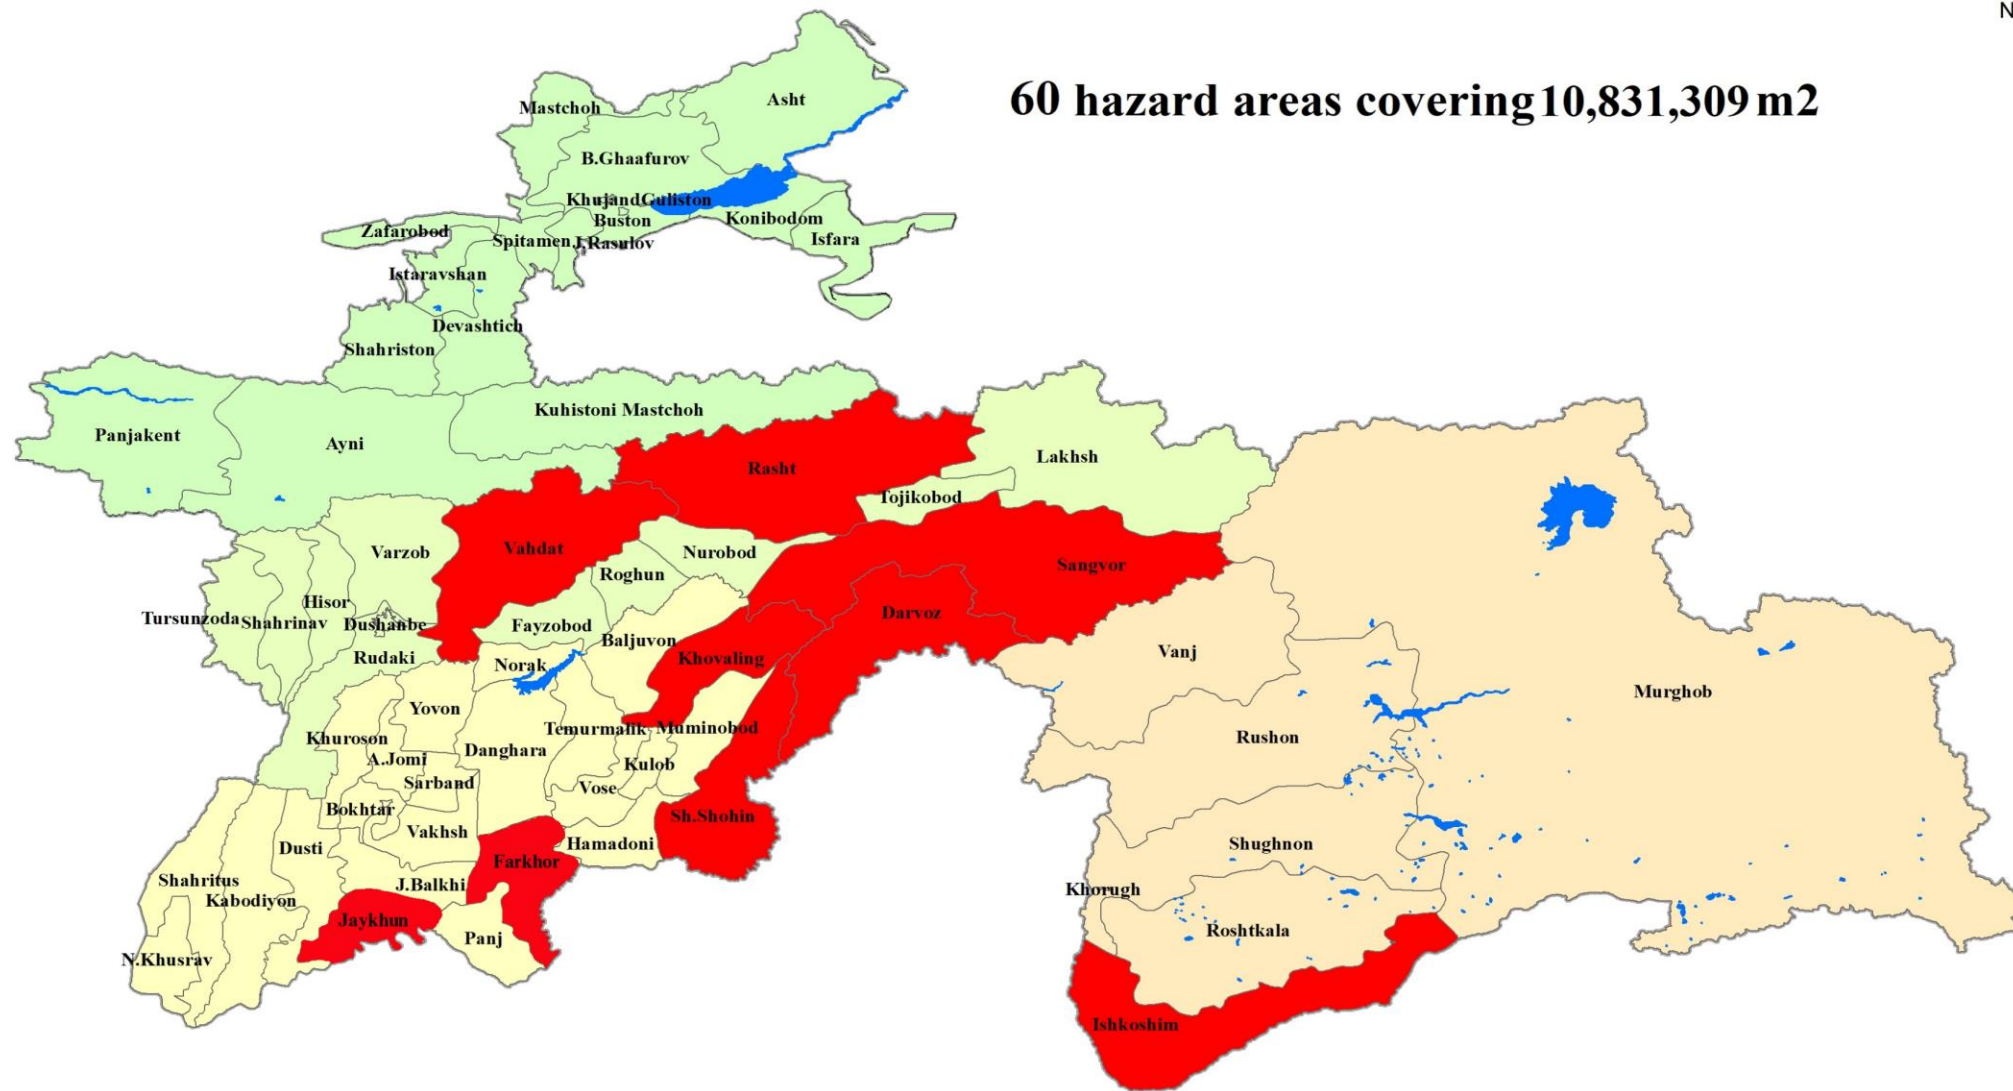 N
60 hazard areas covering 10,831,309 m2
Asht
Mastchoh
B.Ghaafurov
Khujand
Guliston
Buston
Konibodom
Zafarobod
Spitamen
J.Rasulov
Isfara
Istaravshan
Devashtich
Shahriston
Kuhistoni Mastchoh
Panjakent
Ayni
Rasht
Lakhsh
Tojikobod
Varzob
Vahdat
Nurobod
Sangvor
Roghun
Hisor
Darvoz
Tursunzoda
Shahrinav
Dushanbe
Fayzobod
Baljuvon
Rudaki
Norak
Khovaling
Vanj
Murghob
Yovon
Temurmalik
Muminobod
Khuroson
Danghara
Rushon
A.Jomi
Kulob
Sarband
Vose
Bokhtar
Sh.Shohin
Vakhsh
Dusti
Hamadoni
Shughnon
Farkhor
Shahritus
J.Balkhi
Khorugh
Kabodiyon
Jaykhun
Panj
Roshtkala
N.Khusrav
Ishkoshim